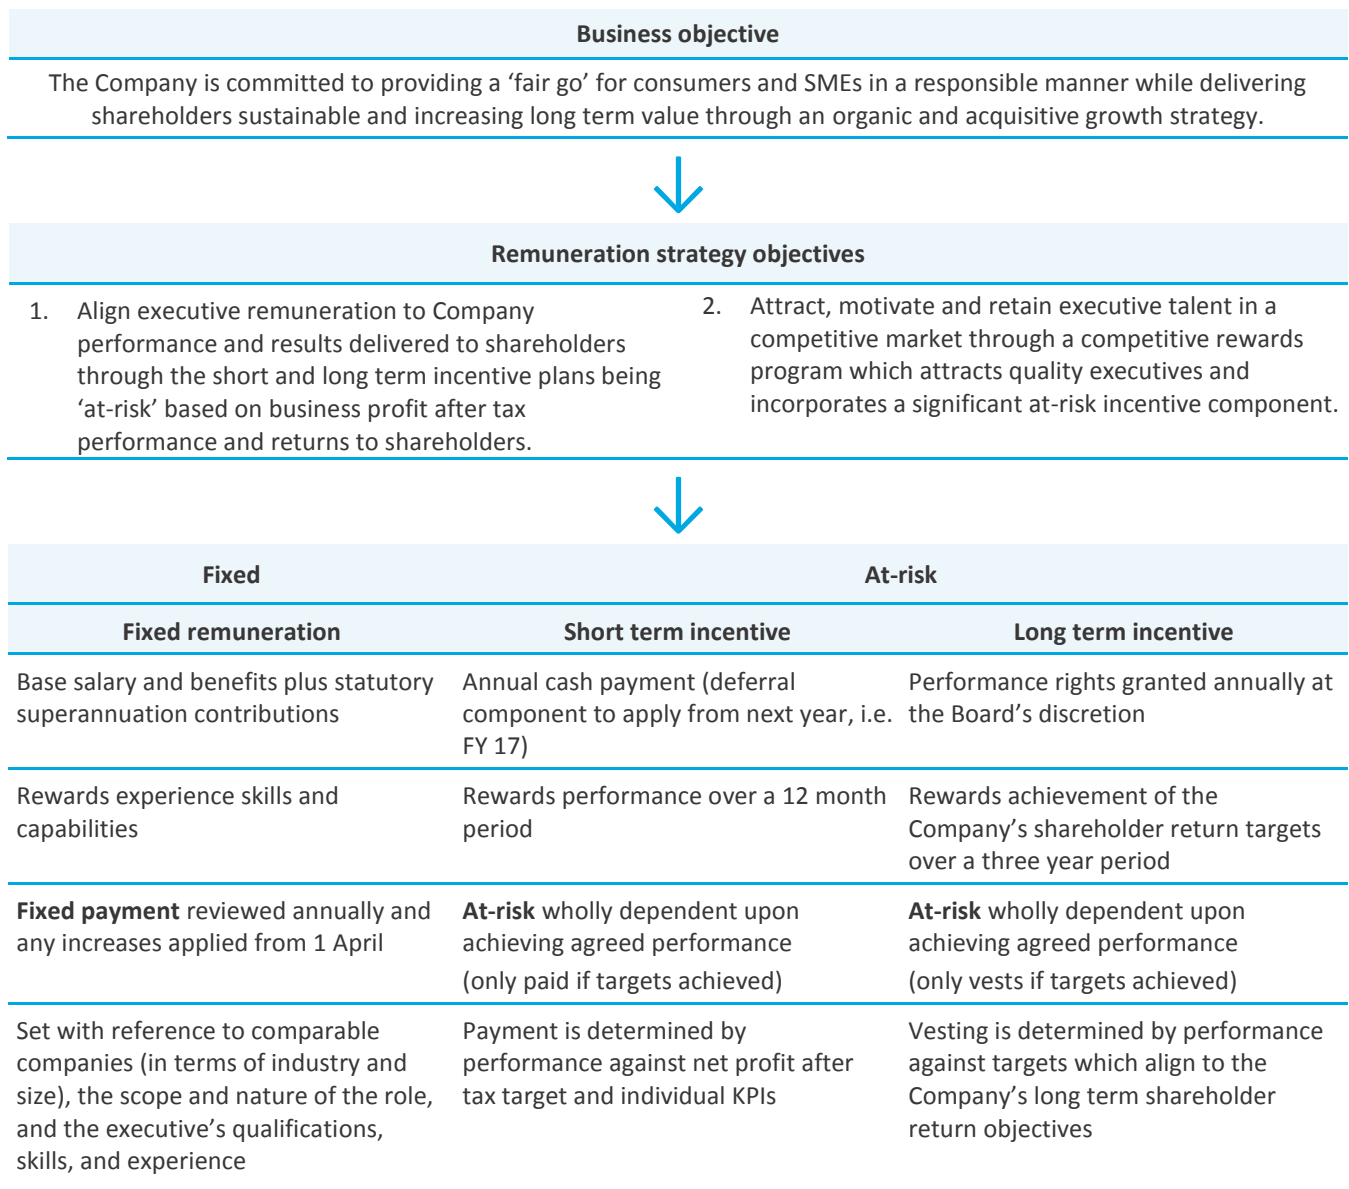 Business objective
The Company is committed to providing a ‘fair go’ for consumers and SMEs in a responsible manner while delivering
shareholders sustainable and increasing long term value through an organic and acquisitive growth strategy.
Remuneration strategy objectives
1. Align executive remuneration to Company
performance and results delivered to shareholders
through the short and long term incentive plans being
‘at-risk’ based on business profit after tax
performance and returns to shareholders.
2. Attract, motivate and retain executive talent in a
competitive market through a competitive rewards
program which attracts quality executives and
incorporates a significant at-risk incentive component.
Fixed
At-risk
Fixed remuneration
Short term incentive
Long term incentive
Base salary and benefits plus statutory
superannuation contributions
Annual cash payment (deferral
component to apply from next year, i.e.
FY 17)
Performance rights granted annually at
the Board’s discretion
Rewards experience skills and
capabilities
Rewards performance over a 12 month
period
Rewards achievement of the
Company’s shareholder return targets
over a three year period
Fixed payment reviewed annually and
any increases applied from 1 April
At-risk wholly dependent upon
achieving agreed performance
(only paid if targets achieved)
At-risk wholly dependent upon
achieving agreed performance
(only vests if targets achieved)
Set with reference to comparable
companies (in terms of industry and
size), the scope and nature of the role,
and the executive’s qualifications,
skills, and experience
Payment is determined by
performance against net profit after
tax target and individual KPIs
Vesting is determined by performance
against targets which align to the
Company’s long term shareholder
return objectives